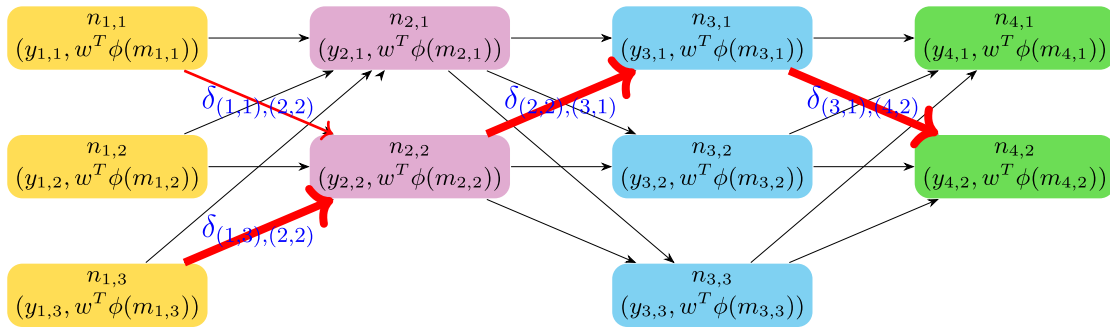 n_{1,1} n_{2,1} n_{3,1} n_{4,1}
(y_{1,1}, w^T ϕ(m_{1,1})) (y_{2,1}, w^T ϕ(m_{2,1})) (y_{3,1}, w^T ϕ(m_{3,1})) (y_{4,1}, w^T ϕ(m_{4,1}))
δ_{(1,1),(2,2)} δ_{(2,2),(3,1)} δ_{(3,1),(4,2)}
n_{1,2} n_{2,2} n_{3,2} n_{4,2}
(y_{1,2}, w^T ϕ(m_{1,2})) (y_{2,2}, w^T ϕ(m_{2,2})) (y_{3,2}, w^T ϕ(m_{3,2})) (y_{4,2}, w^T ϕ(m_{4,2}))
δ_{(1,3),(2,2)}
n_{1,3} n_{3,3}
(y_{1,3}, w^T ϕ(m_{1,3})) (y_{3,3}, w^T ϕ(m_{3,3}))